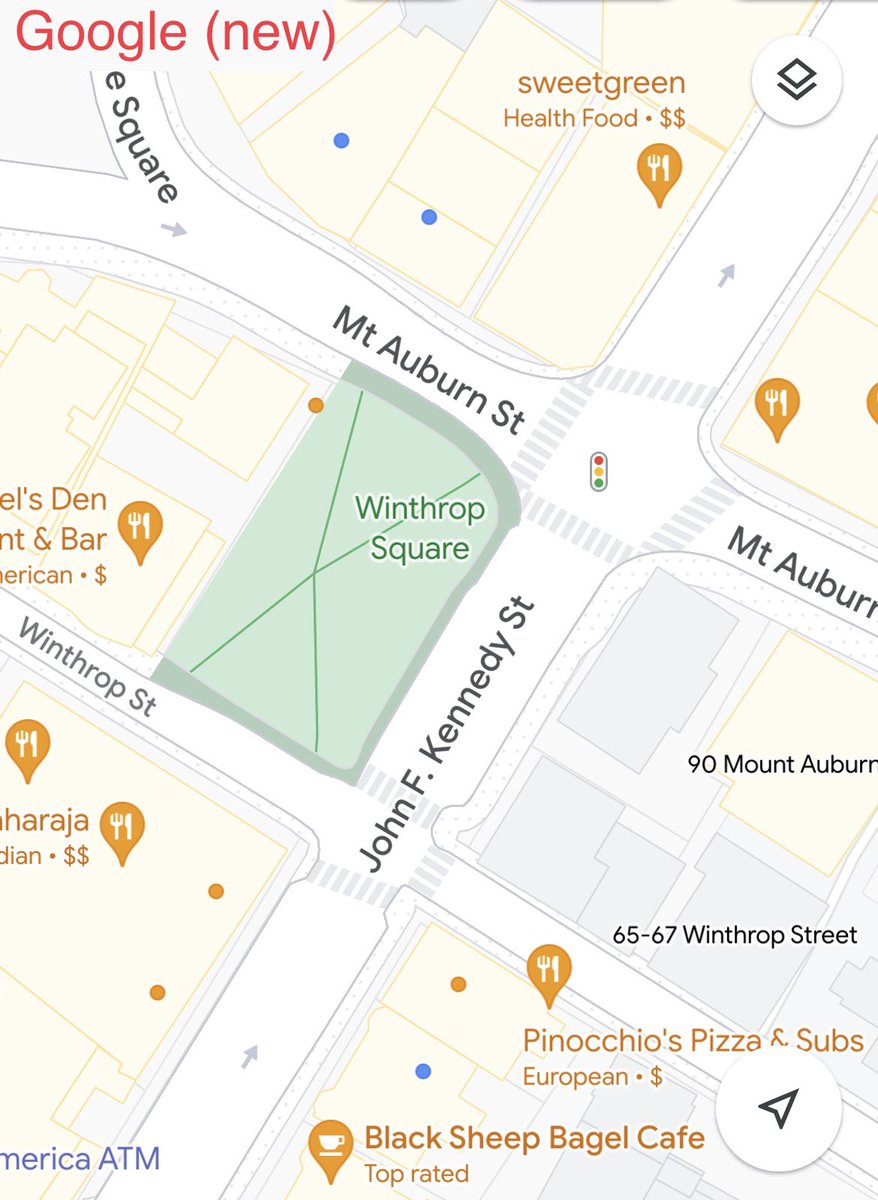 Google (new)
e Square
sweetgreen
Health Food • $$
Mt Auburn St
Winthrop
Square
el's Den
nt & Bar
nerican • $
Mt Auburn
Winthrop St
John F. Kennedy St
90 Mount Auburn
haraja
dian • $$
65-67 Winthrop Street
Pinocchio's Pizza & Subs
European • $
Black Sheep Bagel Cafe
Top rated
merica ATM